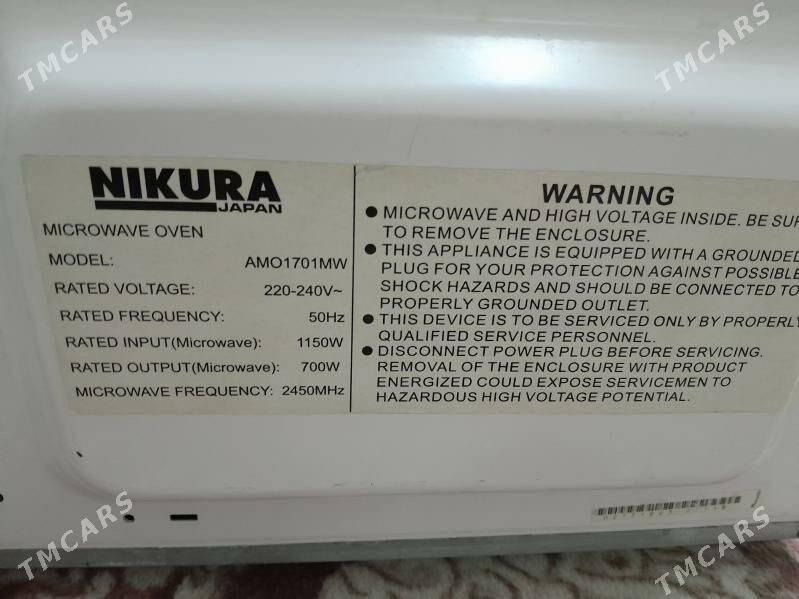 TMCARS
TMCARS
NIKURA
JAPAN
MICROWAVE OVEN
MODEL: AMO1701MW
RATED VOLTAGE: 220-240V~
RATED FREQUENCY: 50Hz
RATED INPUT(Microwave): 1150W
RATED OUTPUT(Microwave): 700W
MICROWAVE FREQUENCY: 2450MHz
WARNING
● MICROWAVE AND HIGH VOLTAGE INSIDE. BE
TO REMOVE THE ENCLOSURE.
● THIS APPLIANCE IS EQUIPPED WITH A GROUNDED
PLUG FOR YOUR PROTECTION AGAINST POSSIBLE
SHOCK HAZARDS AND SHOULD BE CONNECTED TO
PROPERLY GROUNDED OUTLET.
● THIS DEVICE IS TO BE SERVICED ONLY BY PROPERLY
QUALIFIED SERVICE PERSONNEL.
● DISCONNECT POWER PLUG BEFORE SERVICING.
REMOVAL OF THE ENCLOSURE WITH PRODUCT
ENERGIZED COULD EXPOSE SERVICEMEN TO
HAZARDOUS HIGH VOLTAGE POTENTIAL.
TMCARS
TMCARS